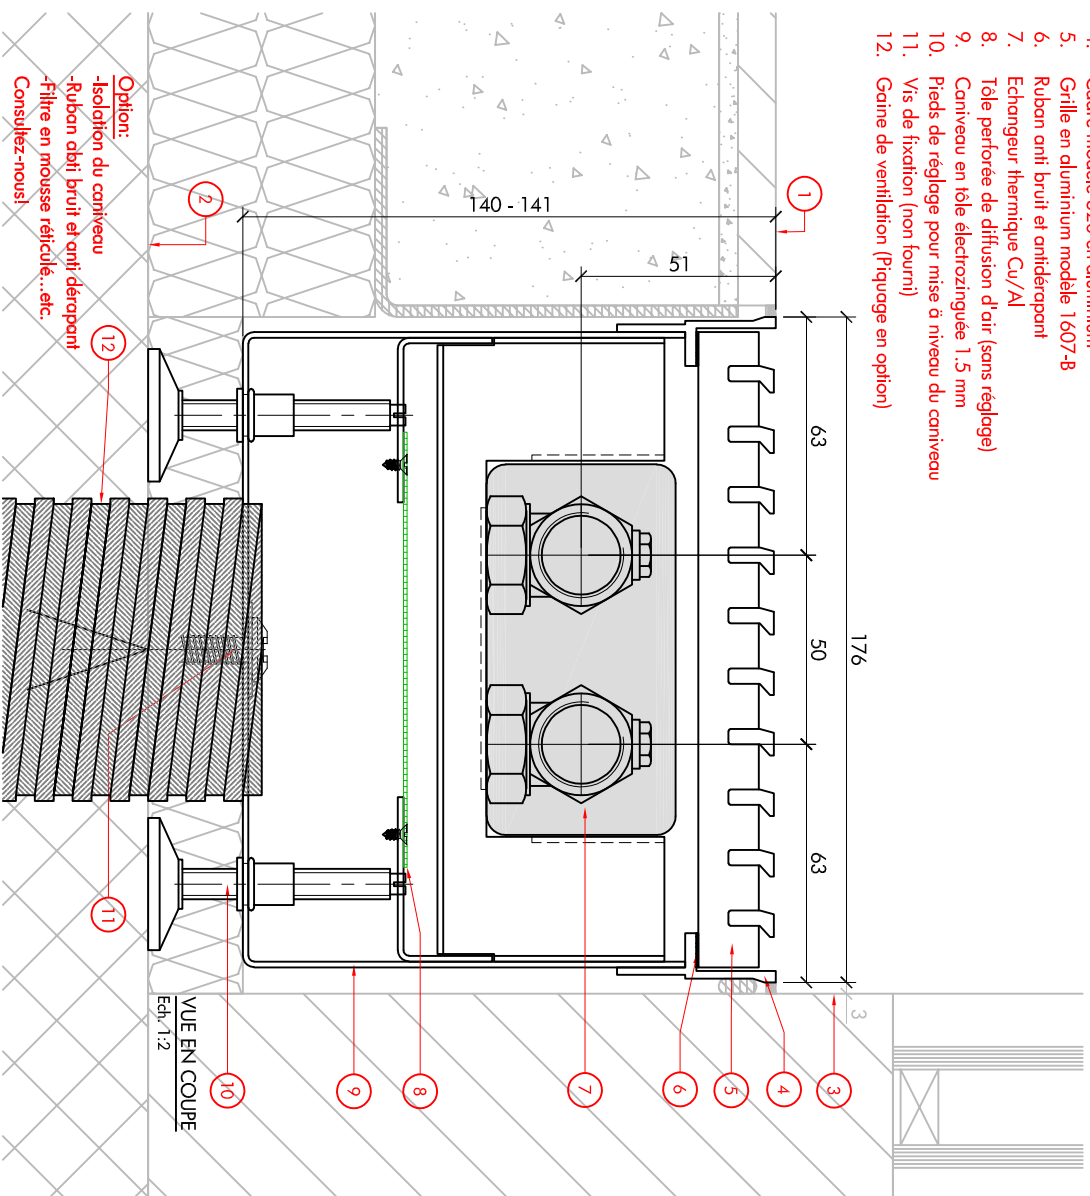 5. Grille en aluminium modèle 1607-B
6. Ruban anti bruit et antidérapant
7. Echangeur thermique Cu/Al
8. Tôle perforée de diffusion d'air (sans réglage)
9. Caniveau en tôle électrozinguée 1.5 mm
10. Pieds de réglage pour mise à niveau du caniveau
11. Vis de fixation (non fourni)
12. Gaine de ventilation (Piquage en option)
1
2
140 - 141
51
176
63
50
63
3
3
4
5
6
7
8
9
10
11
12
VUE EN COUPE
Ech. 1:2
Option:
-Isolation du caniveau
-Ruban abti bruit et anti dérapant
-Filtre en mousse réticulé...etc.
Consultez-nous!